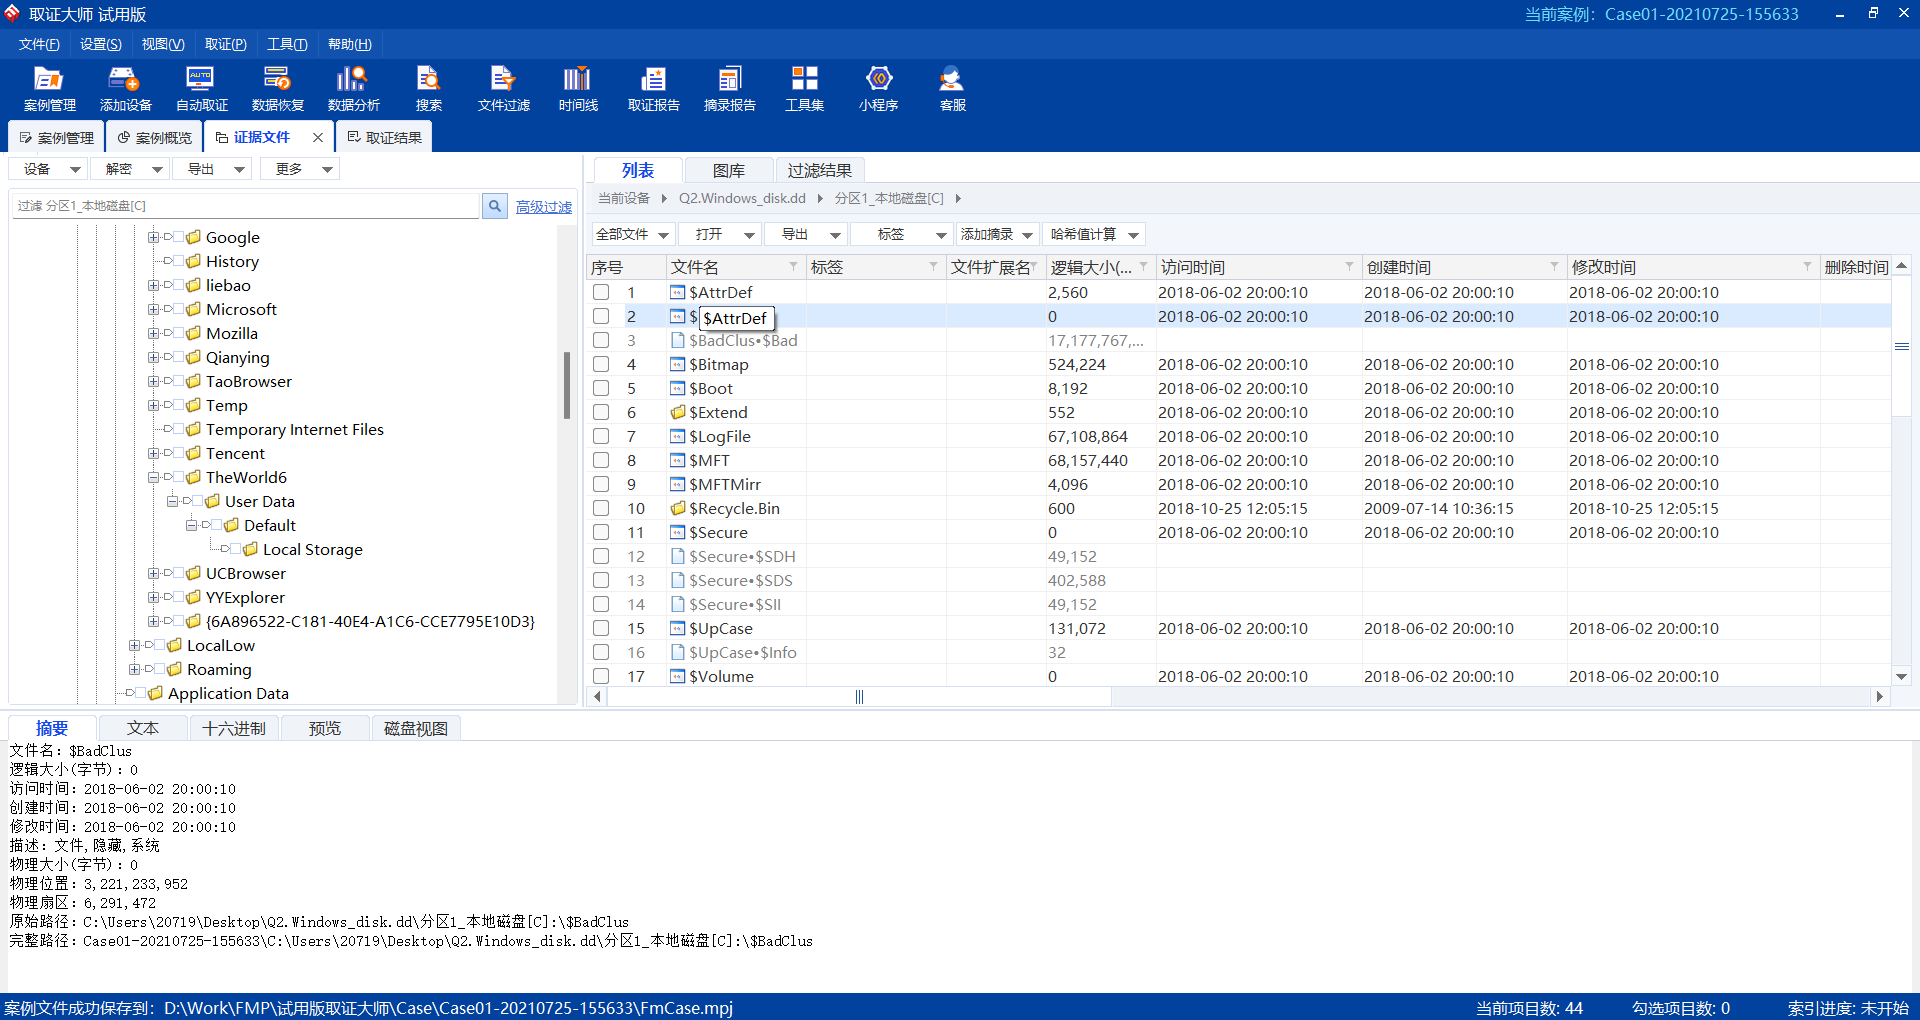 取证大师 试用版
当前案例： Case01-20210725-155633
文件(F) 设置(S) 视图(V) 取证(P) 工具(T) 帮助(H)
案例管理 添加设备 自动取证 数据恢复 数据分析 搜索 文件过滤 时间线 取证报告 摘录报告 工具集 小程序 客服
AUTO
案例管理 案例概览 证据文件 取证结果
设备 解密 导出 更多
过滤 分区1_本地磁盘[C]
高级过滤
Google
History
liebao
Microsoft
Mozilla
Qianying
TaoBrowser
Temp
Temporary Internet Files
Tencent
TheWorld6
User Data
Default
Local Storage
UCBrowser
YYExplorer
{6A896522-C181-40E4-A1C6-CCE7795E10D3}
LocalLow
Roaming
Application Data
列表 图库 过滤结果
当前设备 Q2.Windows_disk.dd 分区1_本地磁盘[C]
全部文件 打开 导出 标签 添加摘录 哈希值计算
序号 文件名 标签 文件扩展名 逻辑大小(... 访问时间 创建时间 修改时间 删除时间
1 $AttrDef 2,560 2018-06-02 20:00:10 2018-06-02 20:00:10 2018-06-02 20:00:10
2 $ 0 2018-06-02 20:00:10 2018-06-02 20:00:10 2018-06-02 20:00:10
$AttrDef
3 $BadClus•$Bad 17,177,767,...
4 $Bitmap 524,224 2018-06-02 20:00:10 2018-06-02 20:00:10 2018-06-02 20:00:10
5 $Boot 8,192 2018-06-02 20:00:10 2018-06-02 20:00:10 2018-06-02 20:00:10
6 $Extend 552 2018-06-02 20:00:10 2018-06-02 20:00:10 2018-06-02 20:00:10
7 $LogFile 67,108,864 2018-06-02 20:00:10 2018-06-02 20:00:10 2018-06-02 20:00:10
8 $MFT 68,157,440 2018-06-02 20:00:10 2018-06-02 20:00:10 2018-06-02 20:00:10
9 $MFTMirr 4,096 2018-06-02 20:00:10 2018-06-02 20:00:10 2018-06-02 20:00:10
10 $Recycle.Bin 600 2018-10-25 12:05:15 2009-07-14 10:36:15 2018-10-25 12:05:15
11 $Secure 0 2018-06-02 20:00:10 2018-06-02 20:00:10 2018-06-02 20:00:10
12 $Secure•$SDH 49,152
13 $Secure•$SDS 402,588
14 $Secure•$SII 49,152
15 $UpCase 131,072 2018-06-02 20:00:10 2018-06-02 20:00:10 2018-06-02 20:00:10
16 $UpCase•$Info 32
17 $Volume 0 2018-06-02 20:00:10 2018-06-02 20:00:10 2018-06-02 20:00:10
摘要 文本 十六进制 预览 磁盘视图
文件名：$BadClus
逻辑大小(字节)：0
访问时间：2018-06-02 20:00:10
创建时间：2018-06-02 20:00:10
修改时间：2018-06-02 20:00:10
描述：文件,隐藏,系统
物理大小(字节)：0
物理位置：3,221,233,952
物理扇区：6,291,472
原始路径：C:\Users\20719\Desktop\Q2.Windows_disk.dd\分区1_本地磁盘[C]:\$BadClus
完整路径：Case01-20210725-155633\C:\Users\20719\Desktop\Q2.Windows_disk.dd\分区1_本地磁盘[C]:\$BadClus
案例文件成功保存到：D:\Work\FMP\试用版取证大师\Case\Case01-20210725-155633\FmCase.mpj
当前项目数: 44 勾选项目数: 0 索引进度: 未开始